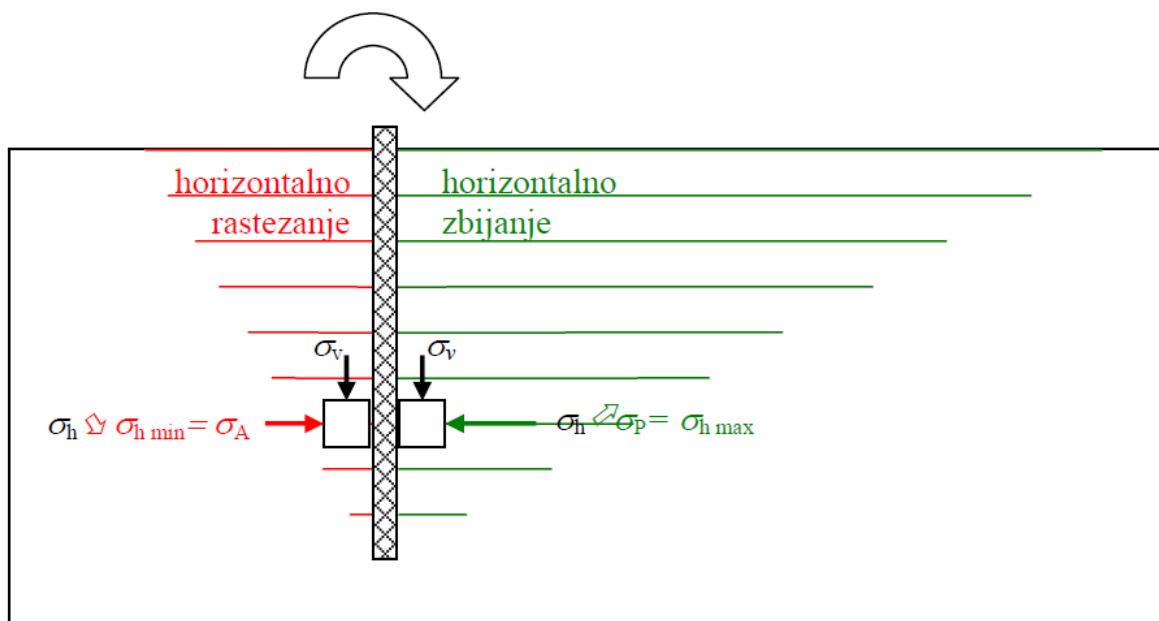 horizontalno horizontalno
rastezanje zbijanje
σv σv
σh ⇘ σh min = σA σh ⇗ σP = σh max